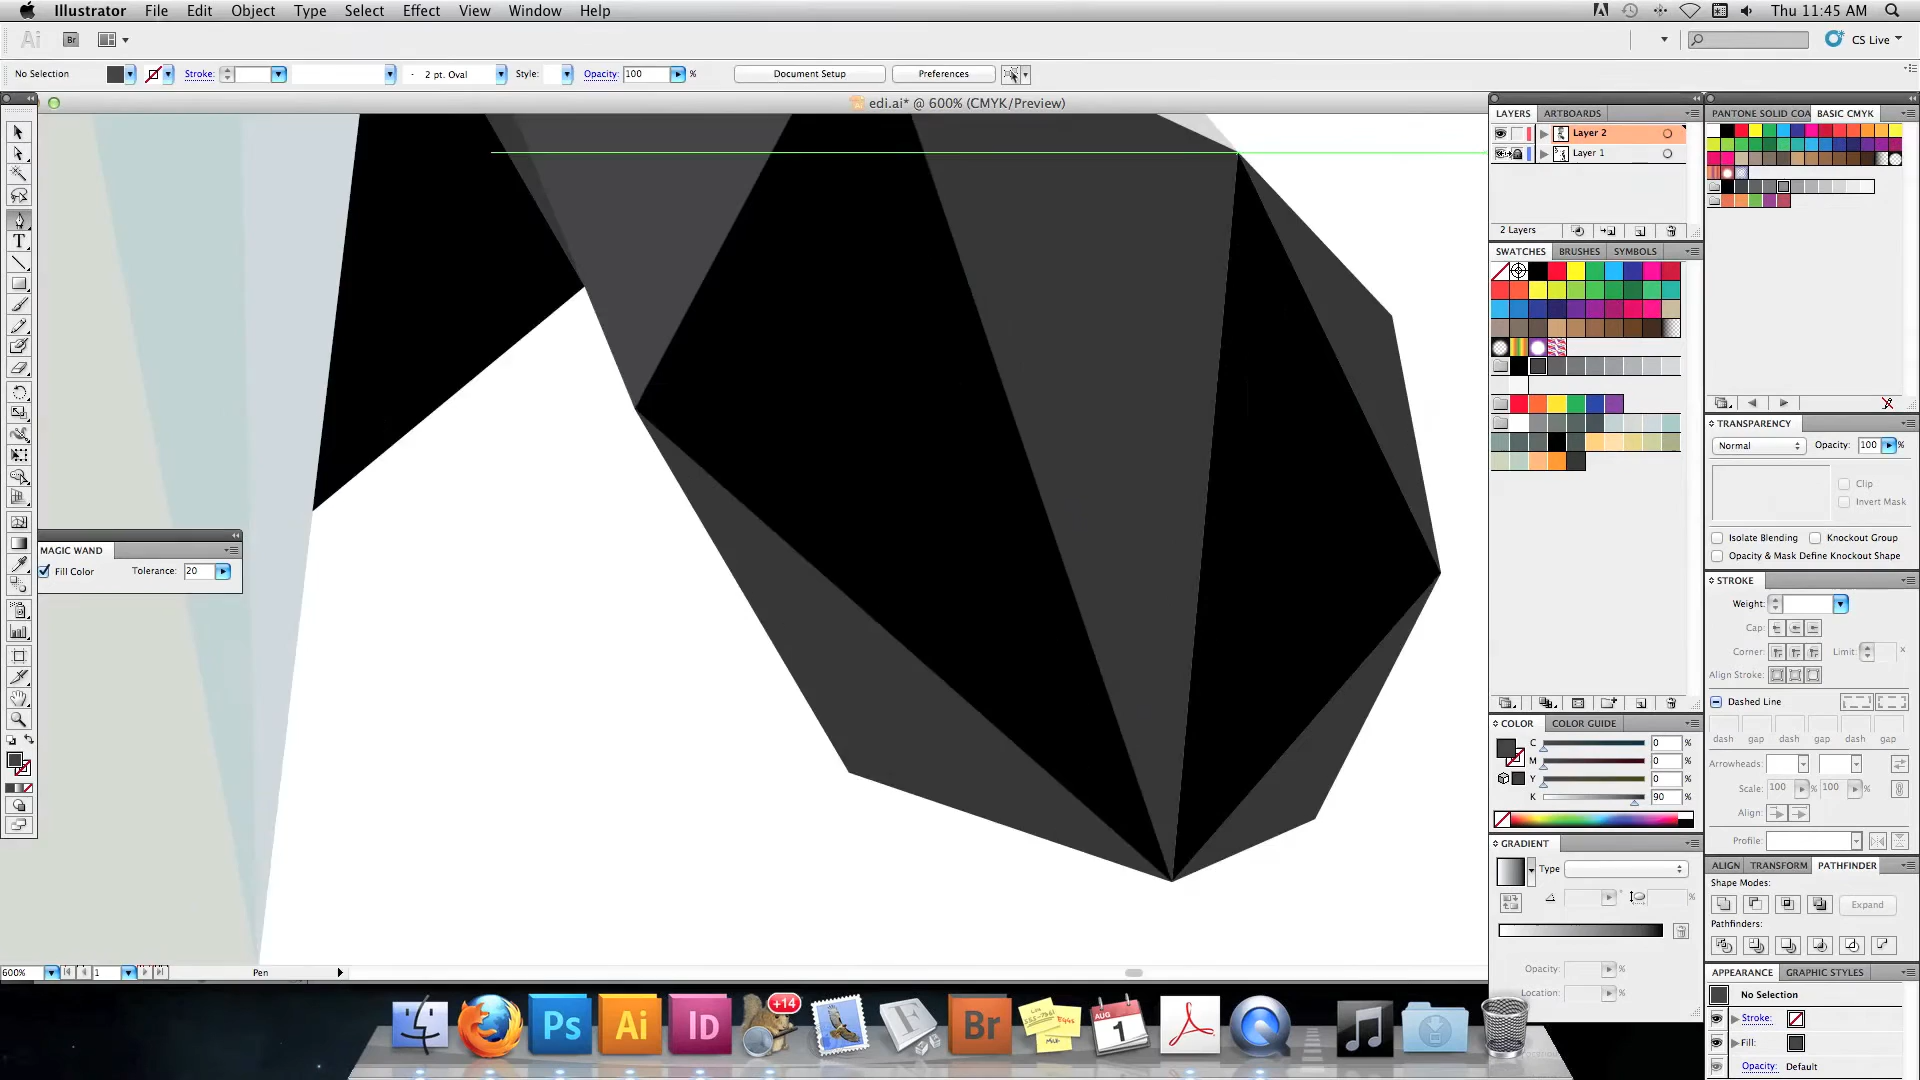 Illustrator File Edit Object Type Select Effect View Window Help Thu 11:45 AM
Ai Br CS Live
No Selection Stroke: 2 pt. Oval Style: Opacity: 100 % Document Setup Preferences
edi.ai* @ 600% (CMYK/Preview)
LAYERS ARTBOARDS
Layer 2
Layer 1
2 Layers
PANTONE SOLID COA BASIC CMYK
SWATCHES BRUSHES SYMBOLS
TRANSPARENCY
Normal Opacity: 100 %
Clip
Invert Mask
Isolate Blending Knockout Group
Opacity & Mask Define Knockout Shape
STROKE
Weight:
Cap:
Corner: Limit: x
Align Stroke:
Dashed Line
dash gap dash gap dash gap
Arrowheads:
Scale: 100 % 100 %
Align:
Profile:
MAGIC WAND
Fill Color Tolerance: 20
COLOR COLOR GUIDE
C 0 %
M 0 %
Y 0 %
K 90 %
GRADIENT
Type
Opacity: %
Location: %
ALIGN TRANSFORM PATHFINDER
Shape Modes:
Expand
Pathfinders:
APPEARANCE GRAPHIC STYLES
No Selection
Stroke:
Fill:
Opacity: Default
600% 1 Pen
Ps Ai Id +14 F Br EGGS MILK AUG 1